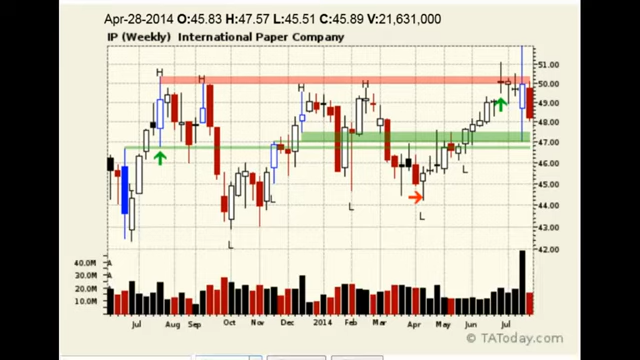 Apr-28-2014 O:45.83 H:47.57 L:45.51 C:45.89 V:21,631,000
IP (Weekly) International Paper Company
H
H
H
H
L
L
L
L
L
L
51.00
50.00
49.00
48.00
47.00
46.00
45.00
44.00
43.00
42.00
40.0M
30.0M
20.0M
10.0M
A
A
A
Jul Aug Sep Oct Nov Dec 2014 Feb Mar Apr May Jun Jul
© TAToday.com